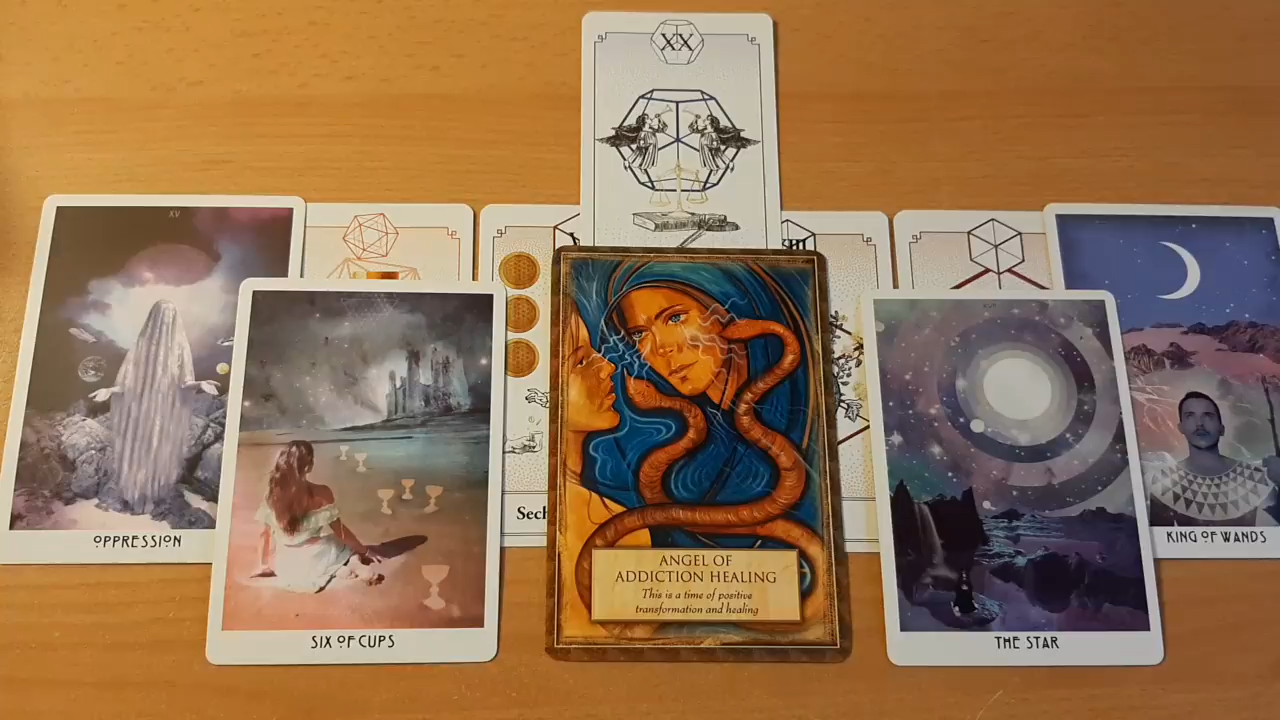 XX
XV
OPPRESSION
SIX OF CUPS
Sech
ANGEL OF
ADDICTION HEALING
This is a time of positive
transformation and healing
THE STAR
KING OF WANDS